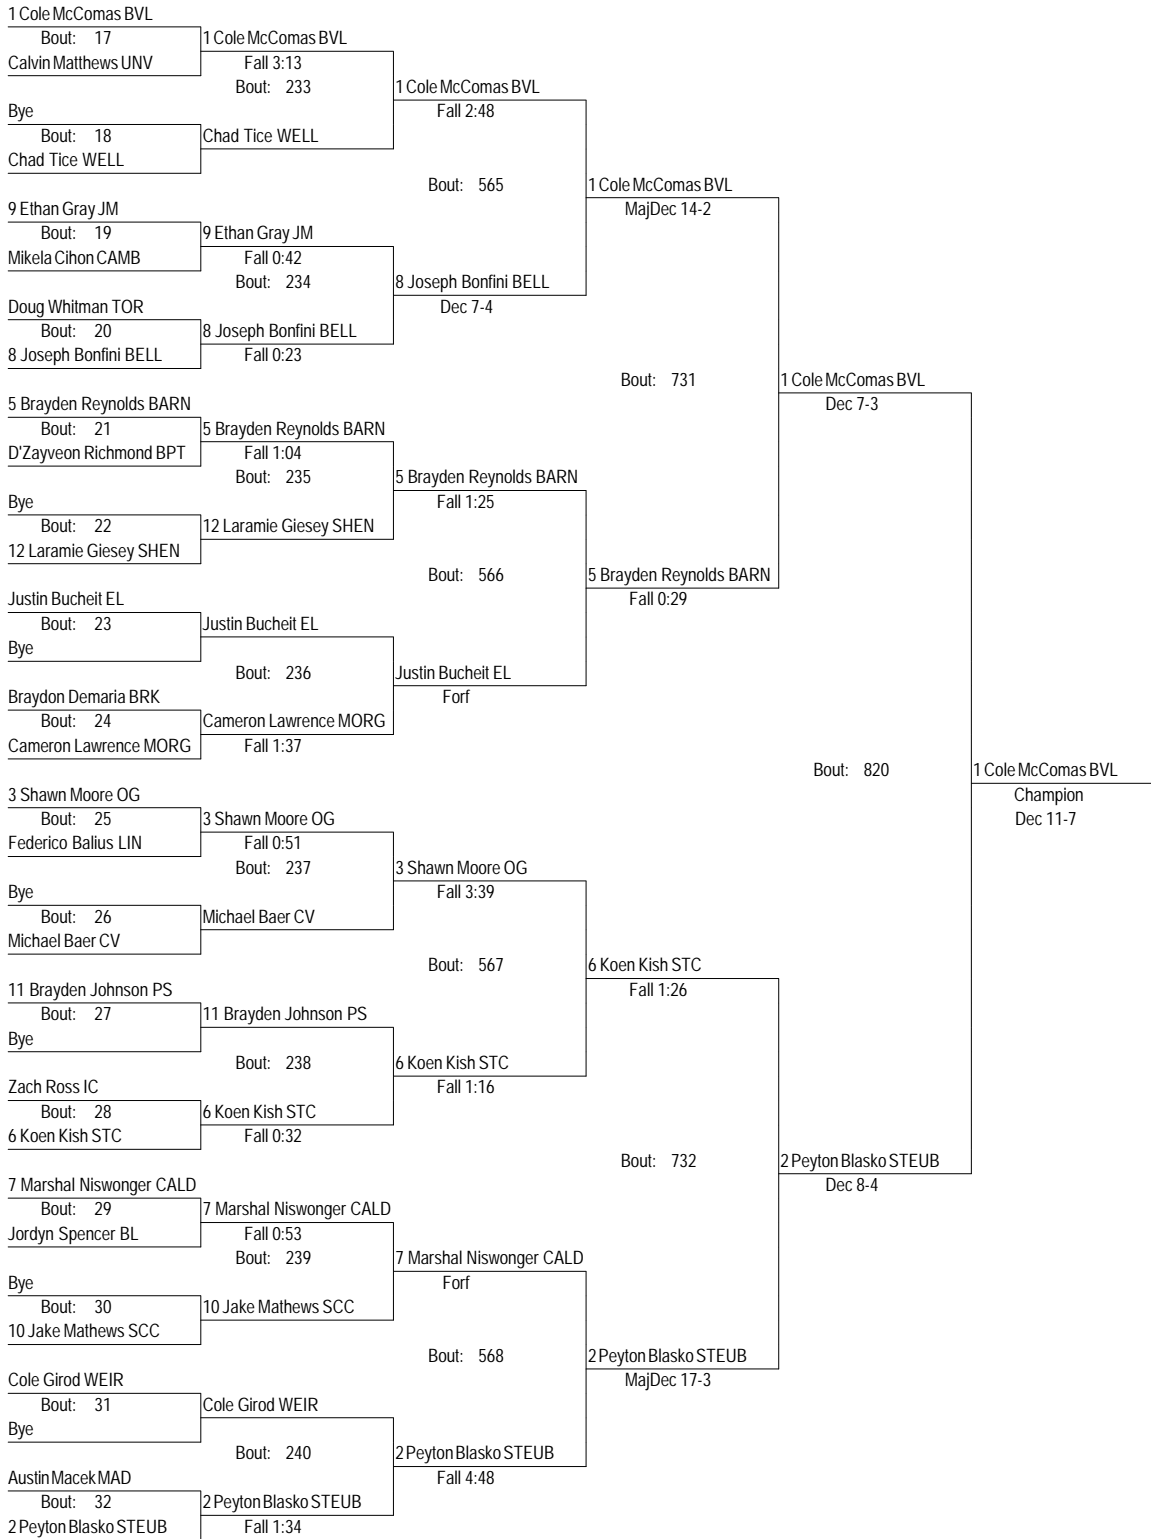 1 Cole McComas BVL
Bout: 17
Calvin Matthews UNV
Bye
Bout: 18
Chad Tice WELL
9 Ethan Gray JM
Bout: 19
Mikela Cihon CAMB
Doug Whitman TOR
Bout: 20
8 Joseph Bonfini BELL
5 Brayden Reynolds BARN
Bout: 21
D'Zayveon Richmond BPT
Bye
Bout: 22
12 Laramie Giesey SHEN
Justin Bucheit EL
Bout: 23
Bye
Braydon Demaria BRK
Bout: 24
Cameron Lawrence MORG
3 Shawn Moore OG
Bout: 25
Federico Balius LIN
Bye
Bout: 26
Michael Baer CV
11 Brayden Johnson PS
Bout: 27
Bye
Zach Ross IC
Bout: 28
6 Koen Kish STC
7 Marshal Niswonger CALD
Bout: 29
Jordyn Spencer BL
Bye
Bout: 30
10 Jake Mathews SCC
Cole Girod WEIR
Bout: 31
Bye
Austin Macek MAD
Bout: 32
2 Peyton Blasko STEUB
1 Cole McComas BVL
Fall 3:13
Bout: 233
Chad Tice WELL
9 Ethan Gray JM
Fall 0:42
Bout: 234
8 Joseph Bonfini BELL
Fall 0:23
5 Brayden Reynolds BARN
Fall 1:04
Bout: 235
12 Laramie Giesey SHEN
Justin Bucheit EL
Bout: 236
Cameron Lawrence MORG
Fall 1:37
3 Shawn Moore OG
Fall 0:51
Bout: 237
Michael Baer CV
11 Brayden Johnson PS
Bout: 238
6 Koen Kish STC
Fall 0:32
7 Marshal Niswonger CALD
Fall 0:53
Bout: 239
10 Jake Mathews SCC
Cole Girod WEIR
Bout: 240
2 Peyton Blasko STEUB
Fall 1:34
1 Cole McComas BVL
Fall 2:48
Bout: 565
8 Joseph Bonfini BELL
Dec 7-4
5 Brayden Reynolds BARN
Fall 1:25
Bout: 566
Justin Bucheit EL
Forf
3 Shawn Moore OG
Fall 3:39
Bout: 567
6 Koen Kish STC
Fall 1:16
7 Marshal Niswonger CALD
Forf
Bout: 568
2 Peyton Blasko STEUB
Fall 4:48
1 Cole McComas BVL
MajDec 14-2
Bout: 731
5 Brayden Reynolds BARN
Fall 0:29
6 Koen Kish STC
Fall 1:26
Bout: 732
2 Peyton Blasko STEUB
MajDec 17-3
1 Cole McComas BVL
Dec 7-3
Bout: 820
2 Peyton Blasko STEUB
Dec 8-4
1 Cole McComas BVL
Champion
Dec 11-7